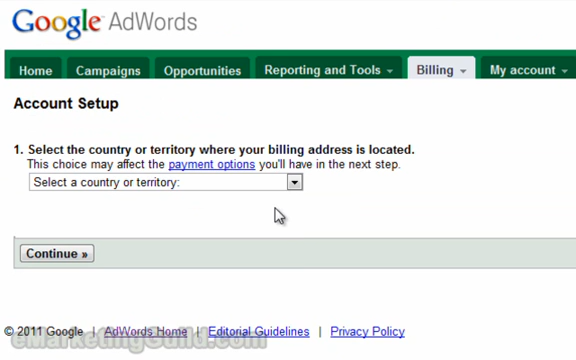 Google AdWords
Home Campaigns Opportunities Reporting and Tools Billing My account
Account Setup
1. Select the country or territory where your billing address is located.
This choice may affect the payment options you'll have in the next step.
Select a country or territory:
Continue »
© 2011 Google | AdWords Home | Editorial Guidelines | Privacy Policy
eMarketingGuild.com